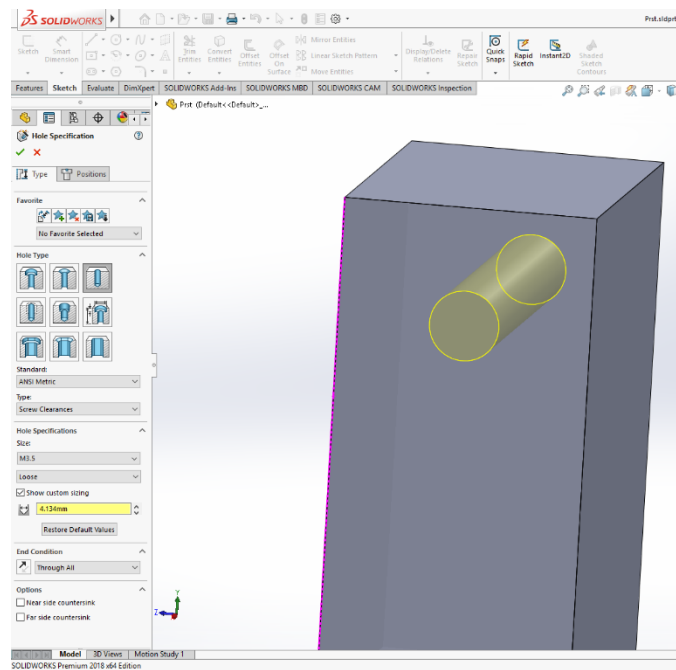 SOLIDWORKS
Prst.sldprt
Sketch
Smart
Dimension
Trim
Entities
Convert
Entities
Offset
Entities
Offset
On
Surface
Mirror Entities
Linear Sketch Pattern
Move Entities
Display/Delete
Relations
Repair
Sketch
Quick
Snaps
Rapid
Sketch
Instant2D
Shaded
Sketch
Contours
Features Sketch Evaluate DimXpert SOLIDWORKS Add-Ins SOLIDWORKS MBD SOLIDWORKS CAM SOLIDWORKS Inspection
Prst (Default<<Default>_...
Hole Specification
Type Positions
Favorite
No Favorite Selected
Hole Type
Standard:
ANSI Metric
Type:
Screw Clearances
Hole Specifications
Size:
M3.5
Loose
Show custom sizing
4.134mm
Restore Default Values
End Condition
Through All
Options
Near side countersink
Far side countersink
Y
Z
Model 3D Views Motion Study 1
SOLIDWORKS Premium 2018 x64 Edition